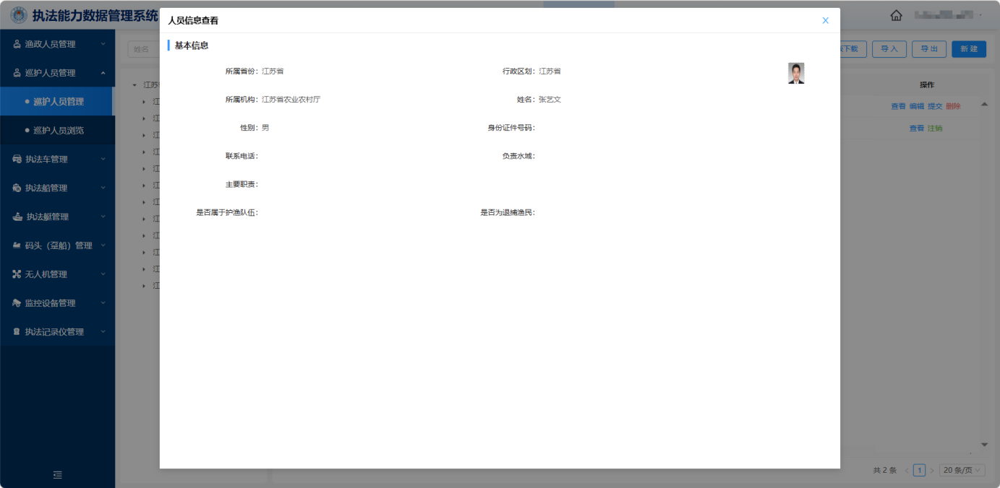 执法能力数据管理系统
渔政人员管理
巡护人员管理
巡护人员管理
巡护人员浏览
执法车管理
执法船管理
执法艇管理
码头（趸船）管理
无人机管理
监控设备管理
执法记录仪管理
姓名
下载
导入
导出
新建
江苏
江
江
江
江
江
江
江
江
江
江
江
江
人员信息查看
X
基本信息
所属省份：江苏省
行政区划：江苏省
所属机构：江苏省农业农村厅
姓名：张艺文
性别：男
身份证件号码：
联系电话：
负责水域：
主要职责：
是否属于护渔队伍：
是否为退捕渔民：
操作
查看 编辑 提交 删除
查看 注销
共 2 条 < 1 > 20 条/页